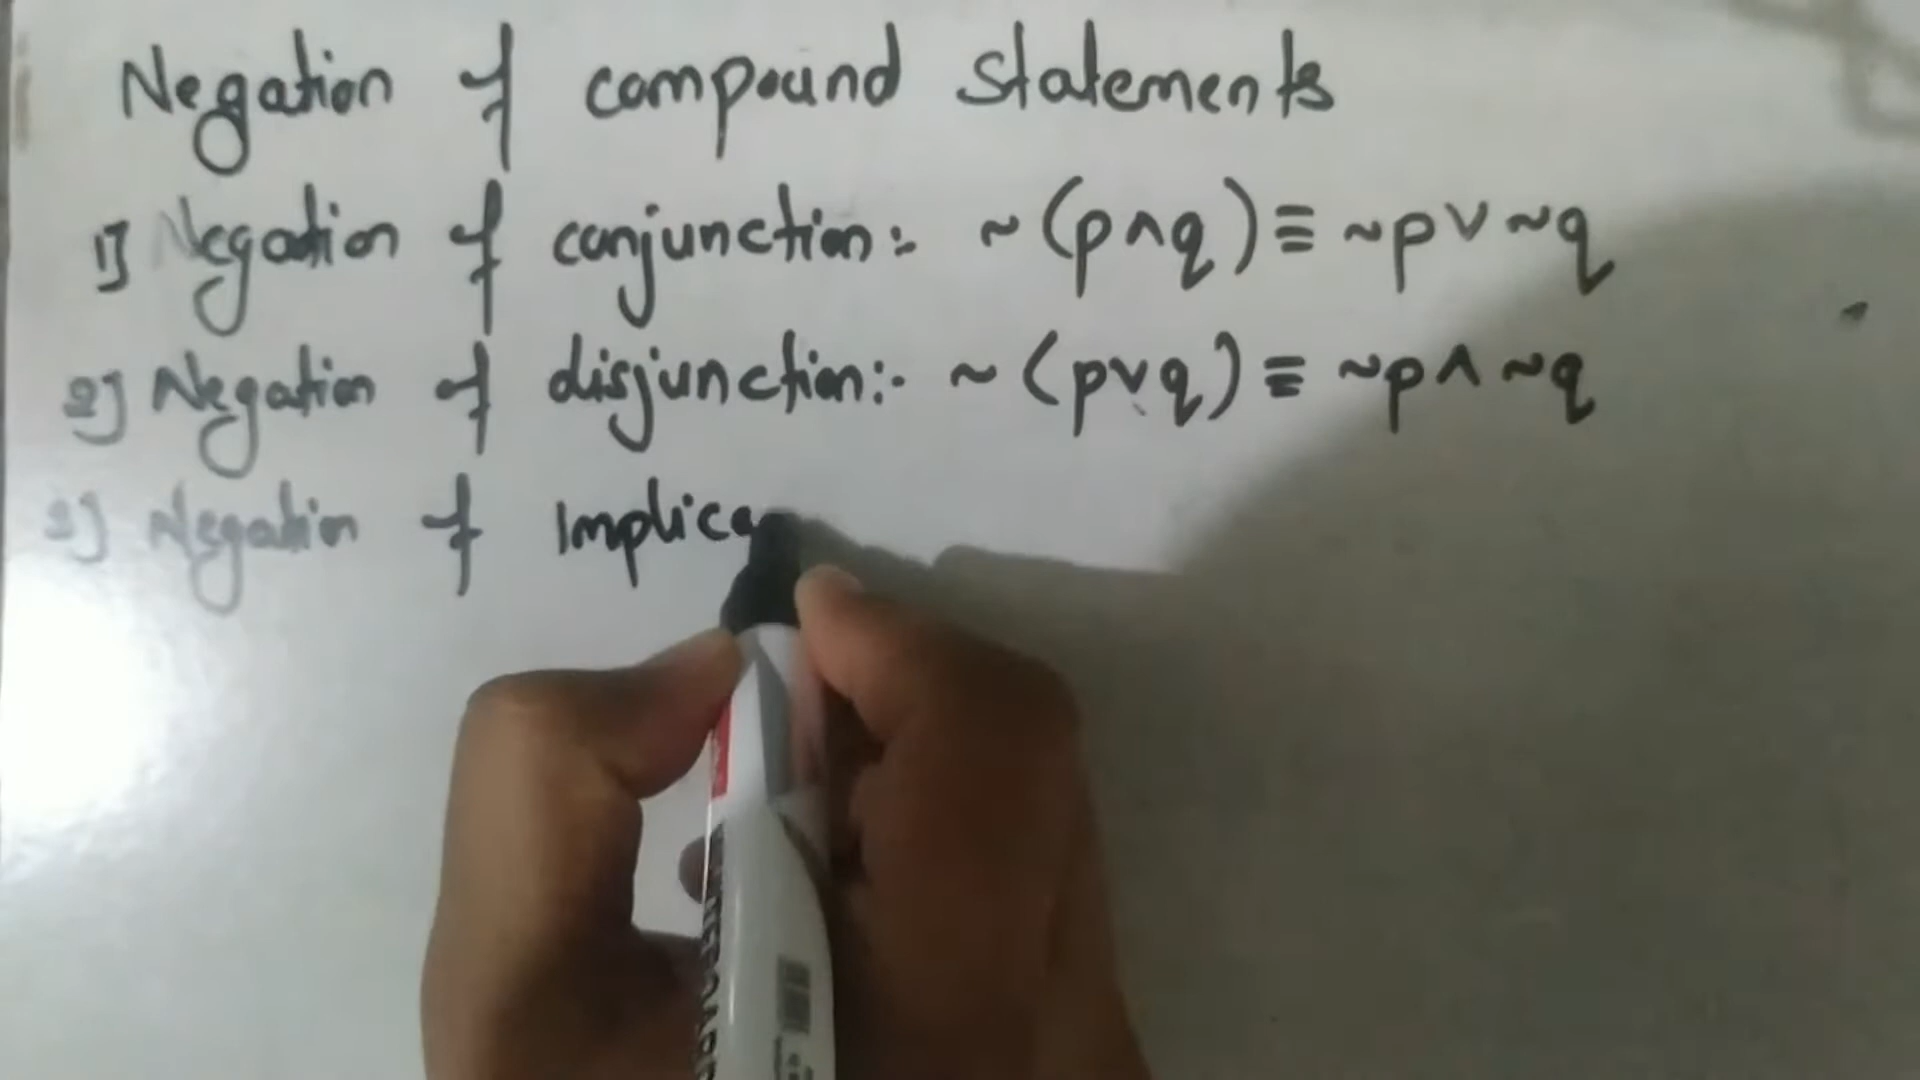 Negation of compound statements
1] Negation of conjunction:- ~(p∧q)≡ ~p∨~q
2] Negation of disjunction:- ~(p∨q)≡ ~p∧~q
3] Negation of Implica